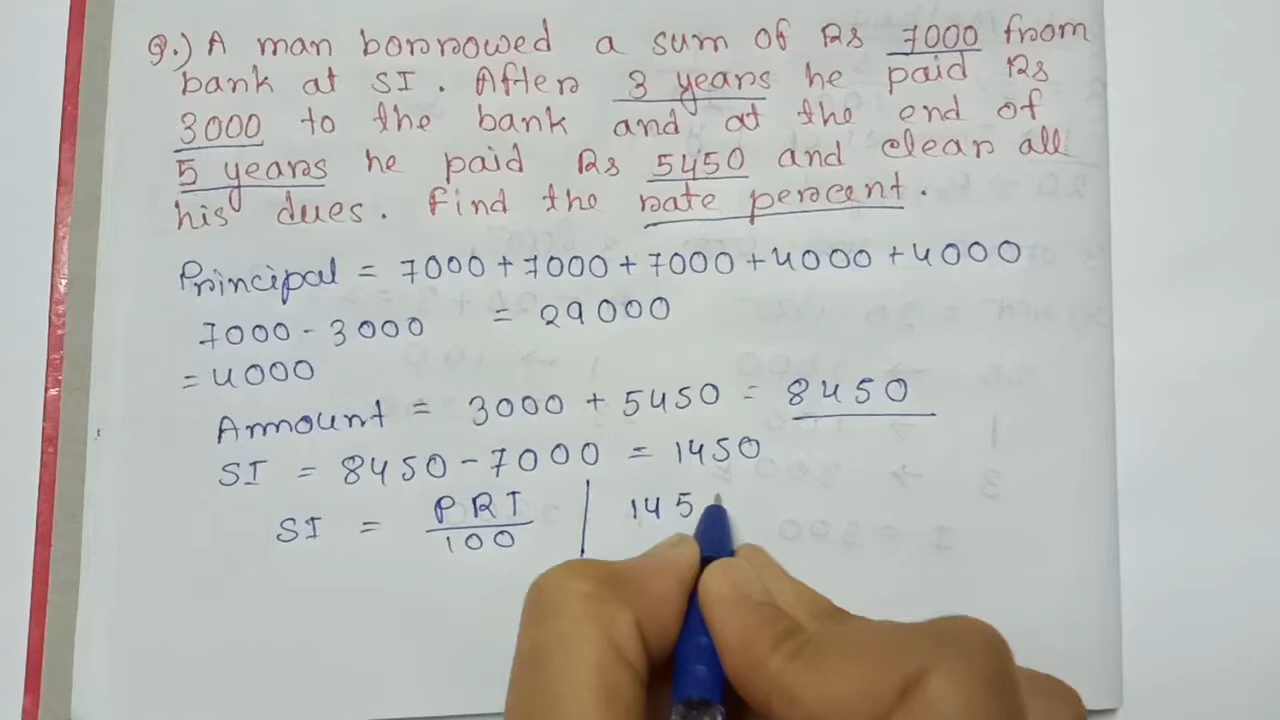 Q.) A man borrowed a sum of Rs 7000 from
bank at SI. After 3 years he paid Rs
3000 to the bank and at the end of
5 years he paid Rs 5450 and clear all
his dues. Find the rate percent.
Principal = 7000 + 7000 + 7000 + 4000 + 4000
7000 - 3000 = 29000
= 4000
Amount = 3000 + 5450 = 8450
SI = 8450 - 7000 = 1450
SI = PRT | 145
100